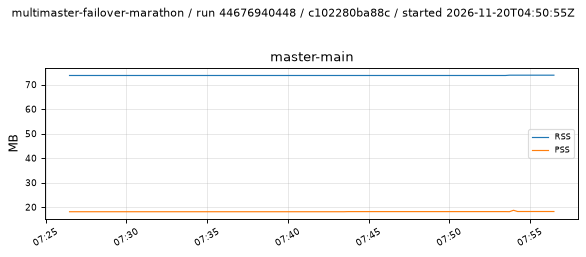 multimaster-failover-marathon / run 44676940448 / c102280ba88c / started 2026-11-20T04:50:55Z
master-main
MB
70
60
50
40
30
20
RSS
PSS
07:25
07:30
07:35
07:40
07:45
07:50
07:55